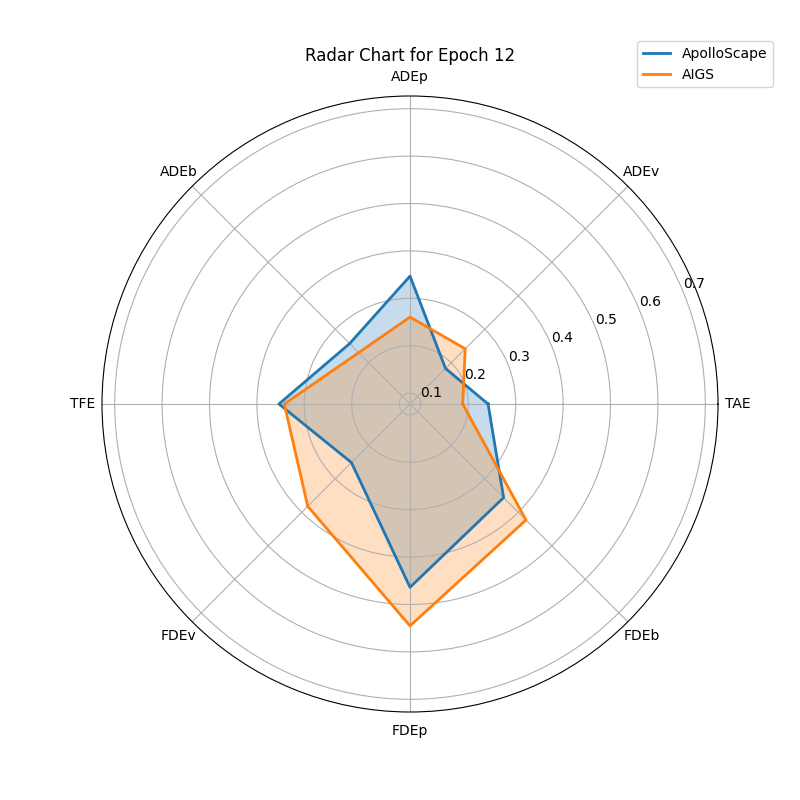 Radar Chart for Epoch 12
ApolloScape
AIGS
ADEp
ADEb
ADEv
0.7
0.6
0.5
0.4
0.3
0.2
0.1
TFE
TAE
FDEv
FDEb
FDEp